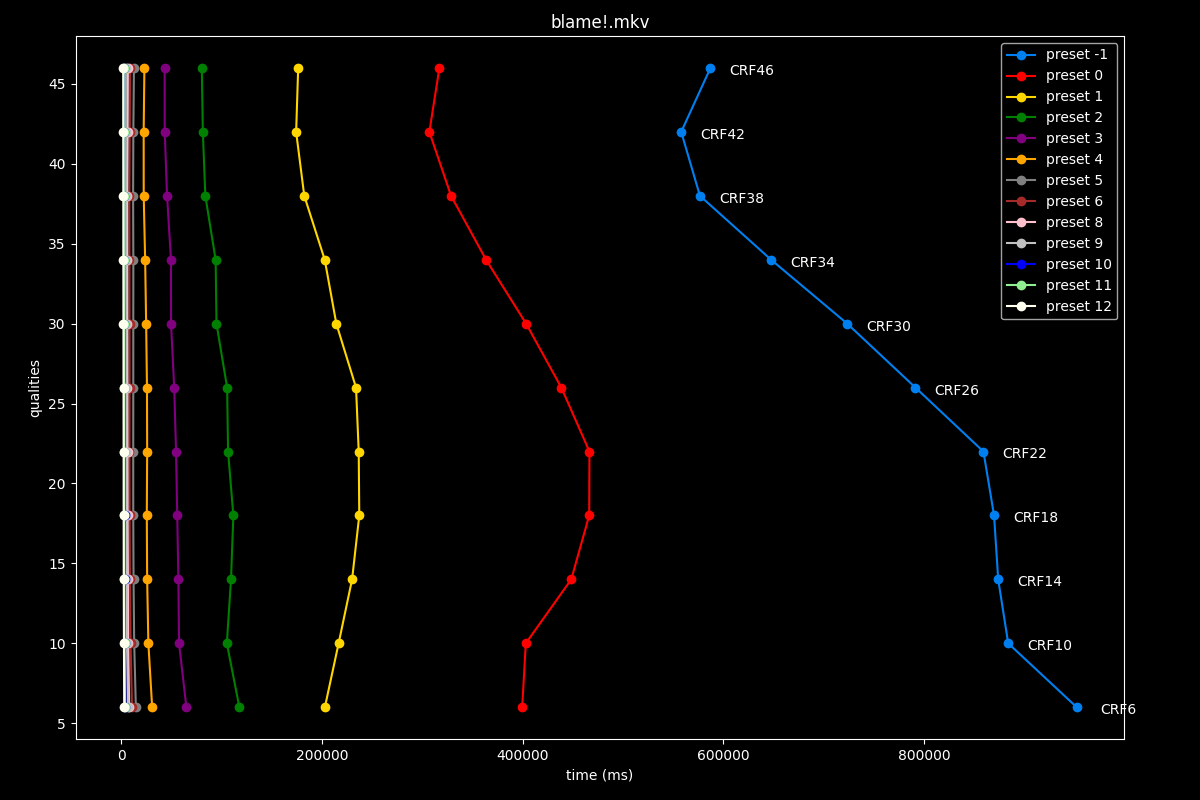 blame!.mkv
preset -1
preset 0
preset 1
preset 2
preset 3
preset 4
preset 5
preset 6
preset 8
preset 9
preset 10
preset 11
preset 12
CRF46
CRF42
CRF38
CRF34
CRF30
CRF26
CRF22
CRF18
CRF14
CRF10
CRF6
qualities
45
40
35
30
25
20
15
10
5
0 200000 400000 600000 800000
time (ms)